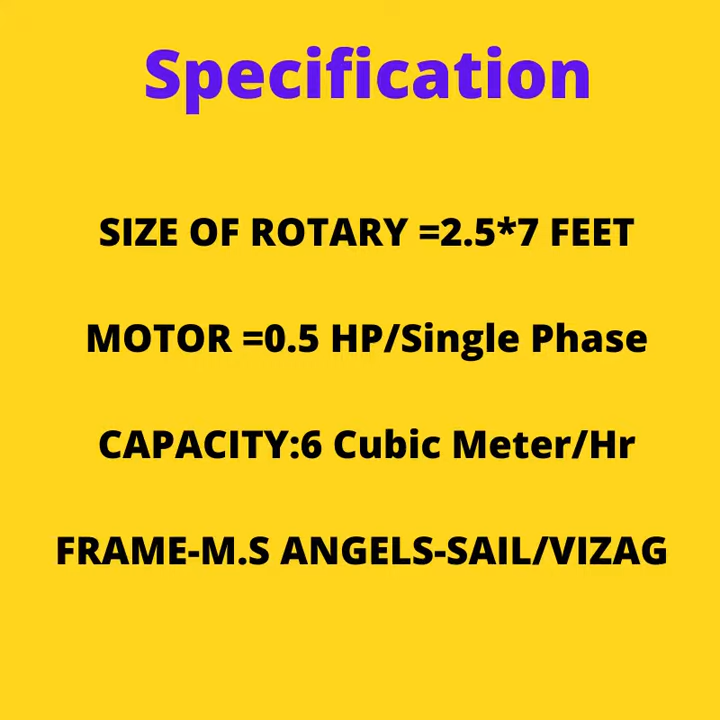 Specification
SIZE OF ROTARY =2.5*7 FEET
MOTOR =0.5 HP/Single Phase
CAPACITY:6 Cubic Meter/Hr
FRAME-M.S ANGELS-SAIL/VIZAG